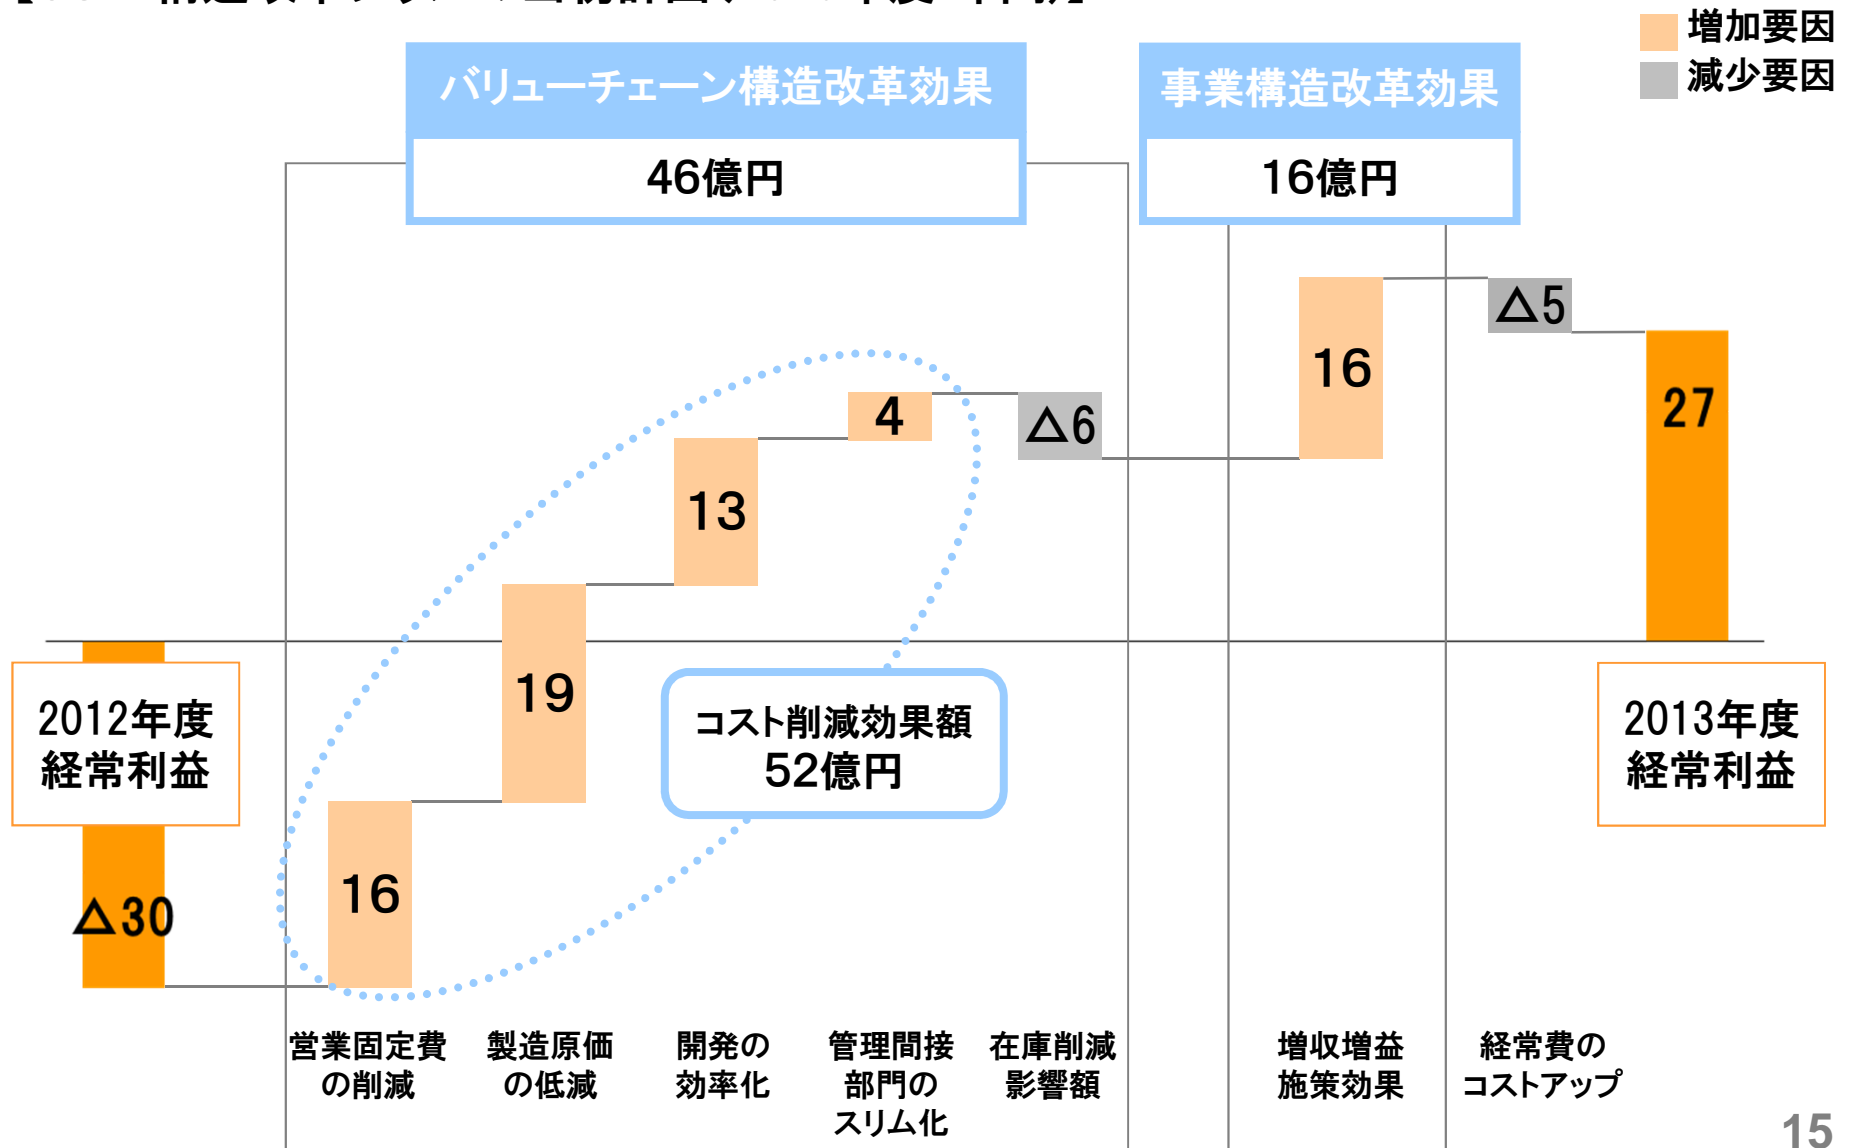 増加要因
減少要因
バリューチェーン構造改革効果
46億円
事業構造改革効果
16億円
△5
16
27
4
△6
13
19
コスト削減効果額
52億円
2012年度
経常利益
2013年度
経常利益
16
△30
営業固定費
の削減
製造原価
の低減
開発の
効率化
管理間接
部門の
スリム化
在庫削減
影響額
増収増益
施策効果
経常費の
コストアップ
15